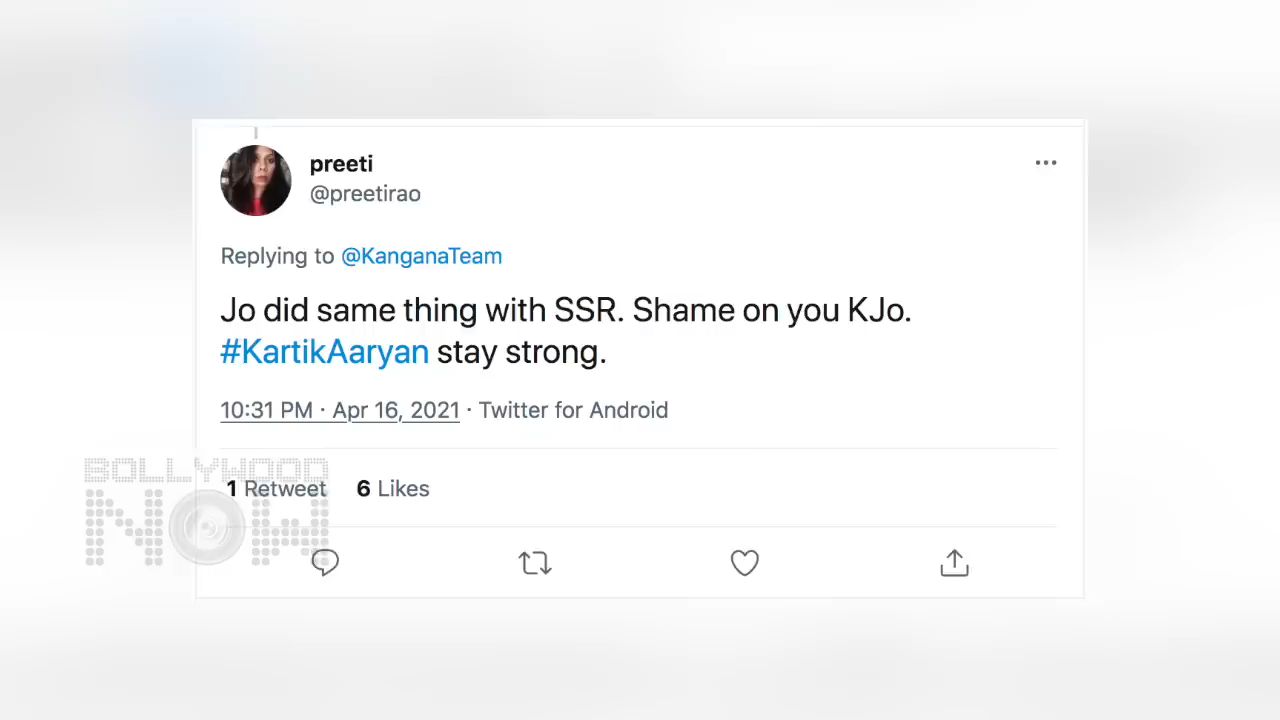 preeti
@preetirao
Replying to @KanganaTeam
Jo did same thing with SSR. Shame on you KJo.
#KartikAaryan stay strong.
10:31 PM · Apr 16, 2021 · Twitter for Android
1 Retweet 6 Likes
BOLLYWOOD
NOW